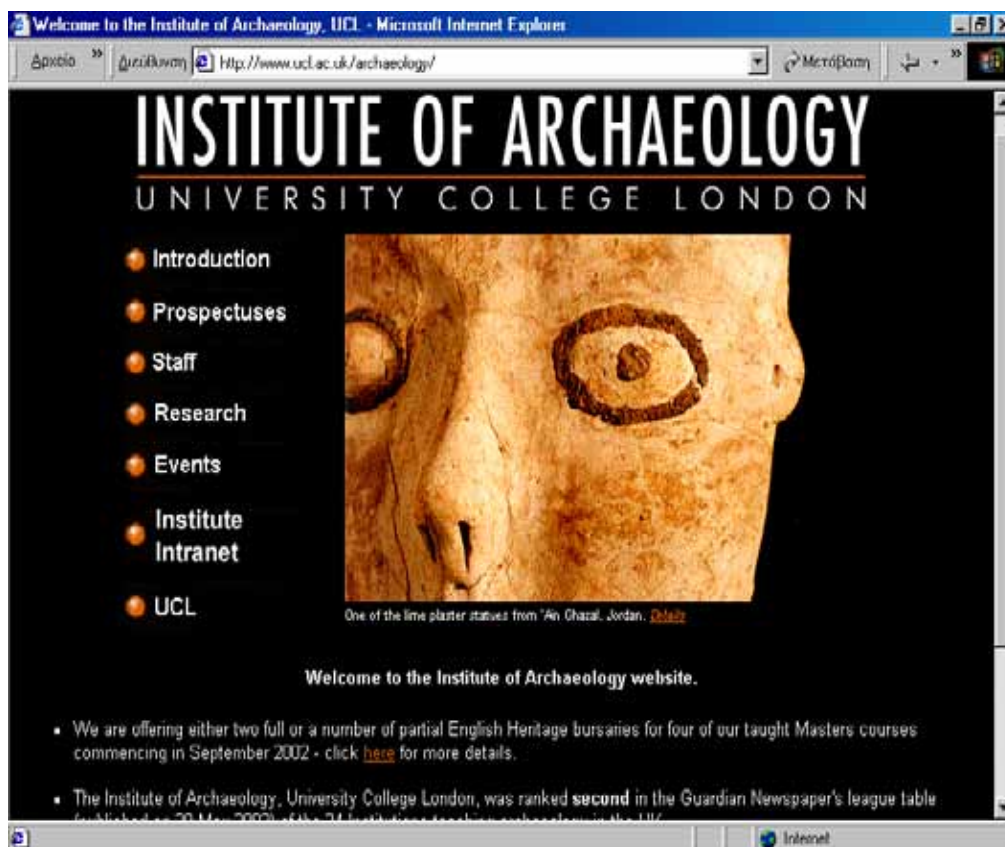 Welcome to the Institute of Archaeology, UCL - Microsoft Internet Explorer
Αρχείο » Διεύθυνση http://www.ucl.ac.uk/archaeology/ Μετάβαση »
INSTITUTE OF ARCHAEOLOGY
UNIVERSITY COLLEGE LONDON
Introduction
Prospectuses
Staff
Research
Events
Institute
Intranet
UCL
One of the lime plaster statues from 'Ain Ghazal, Jordan. Details
Welcome to the Institute of Archaeology website.
We are offering either two full or a number of partial English Heritage bursaries for four of our taught Masters courses
commencing in September 2002 - click here for more details.
The Institute of Archaeology, University College London, was ranked second in the Guardian Newspaper's league table
Internet